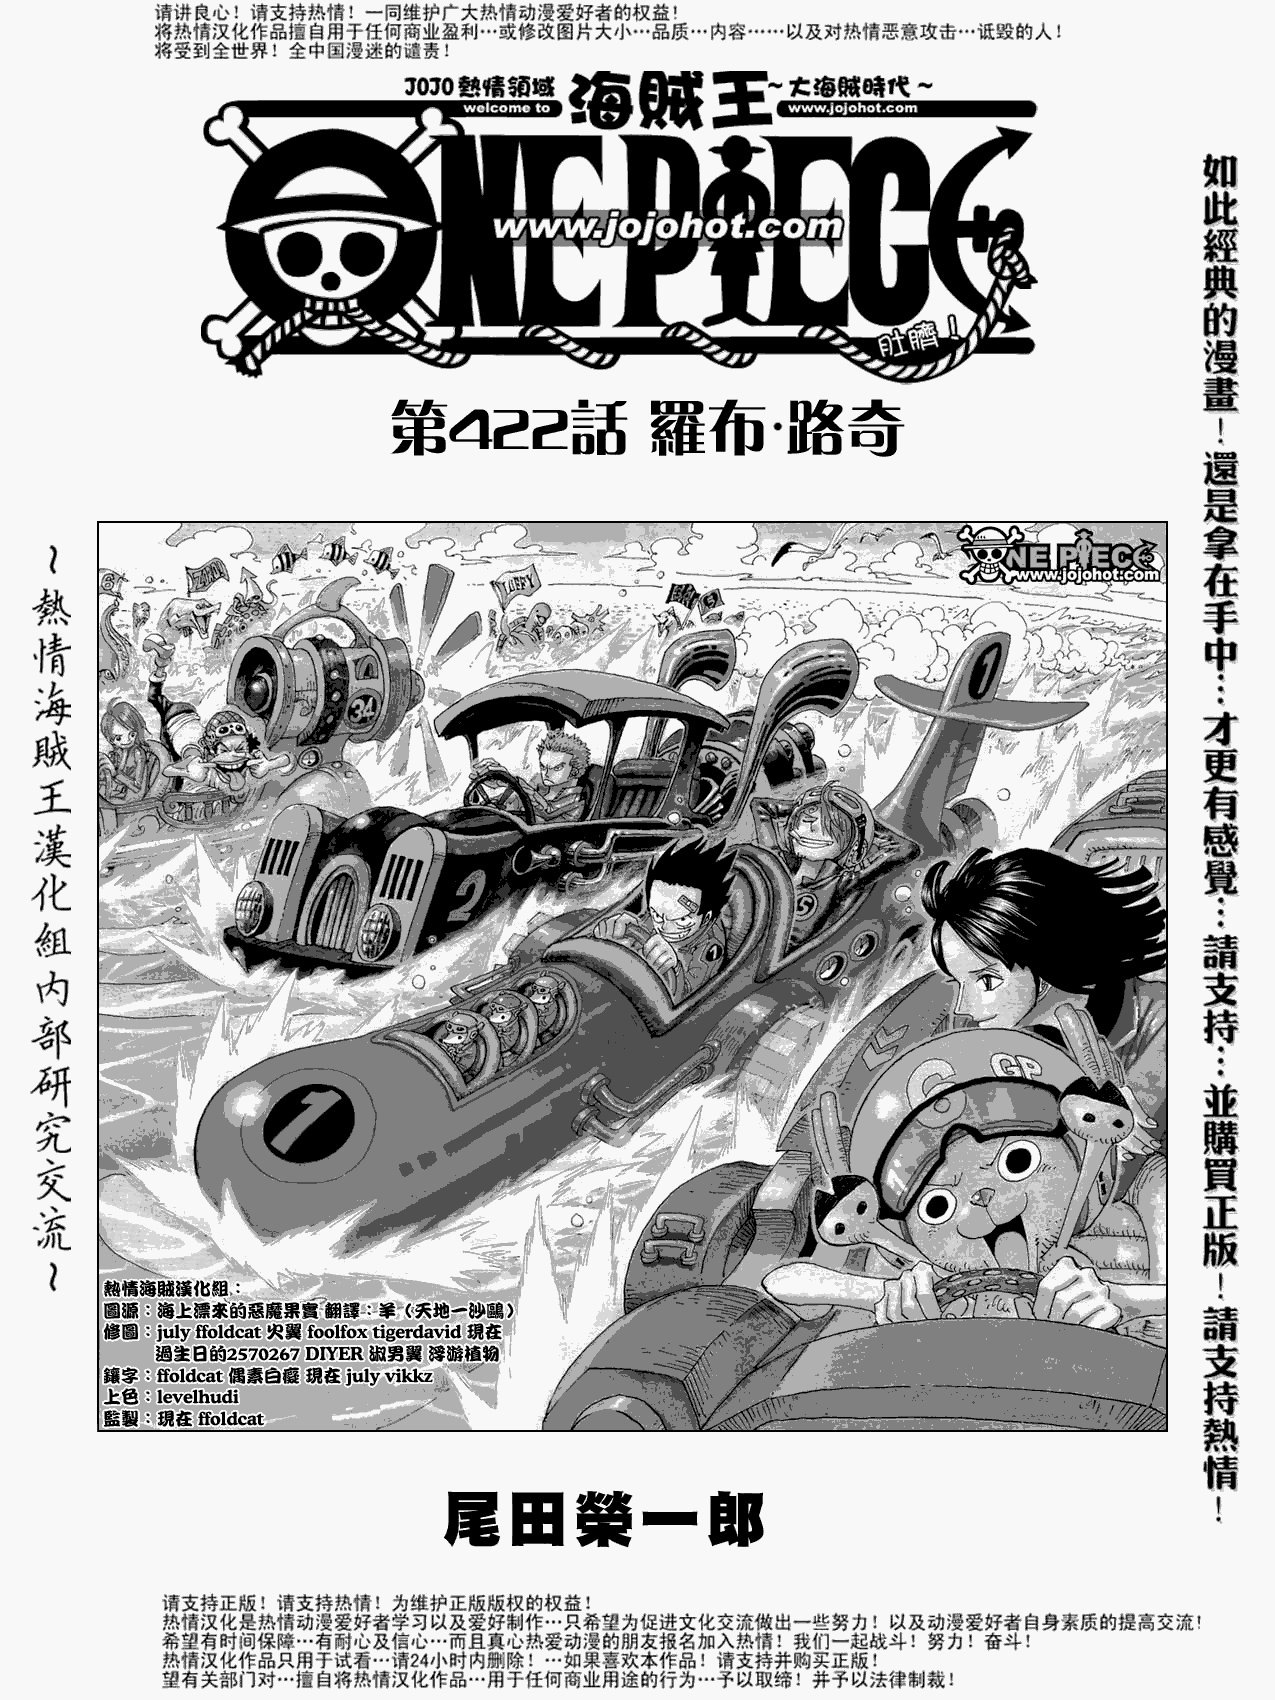 请讲良心！请支持热情！一同维护广大热情动漫爱好者的权益！
将热情汉化作品擅自用于任何商业盈利…或修改图片大小…品质…内容……以及对热情恶意攻击…诋毁的人！
将受到全世界！全中国漫迷的谴责！
JOJO熱情領域 海賊王 ~大海賊時代~
welcome to www.jojohot.com
ONE PIECE
www.jojohot.com
肚臍！
第422話 羅布·路奇
如此經典的漫畫！還是拿在手中…才更有感覺…請支持…並購買正版！請支持熱情！
~熱情海賊王漢化組內部研究交流~
ONE PIECE
www.jojohot.com
ZORO
LUFFY
34
1
2
5
1
1
G
GP
熱情海賊漢化組：
圖源：海上漂來的惡魔果實 翻譯：羊（天地一沙鷗）
修圖：july ffoldcat 火翼 foolfox tigerdavid 現在
過生日的2570267 DIYER 淑男翼 浮游植物
鑲字：ffoldcat 偶素白癡 現在 july vikkz
上色：levelhudi
監製：現在 ffoldcat
尾田榮一郎
请支持正版！请支持热情！为维护正版版权的权益！
热情汉化是热情动漫爱好者学习以及爱好制作…只希望为促进文化交流做出一些努力！以及动漫爱好者自身素质的提高交流！
希望有时间保障…有耐心及信心…而且真心热爱动漫的朋友报名加入热情！我们一起战斗！努力！奋斗！
热情汉化作品只用于试看…请24小时内删除！…如果喜欢本作品！请支持并购买正版！
望有关部门对…擅自将热情汉化作品…用于任何商业用途的行为…予以取缔！并予以法律制裁！